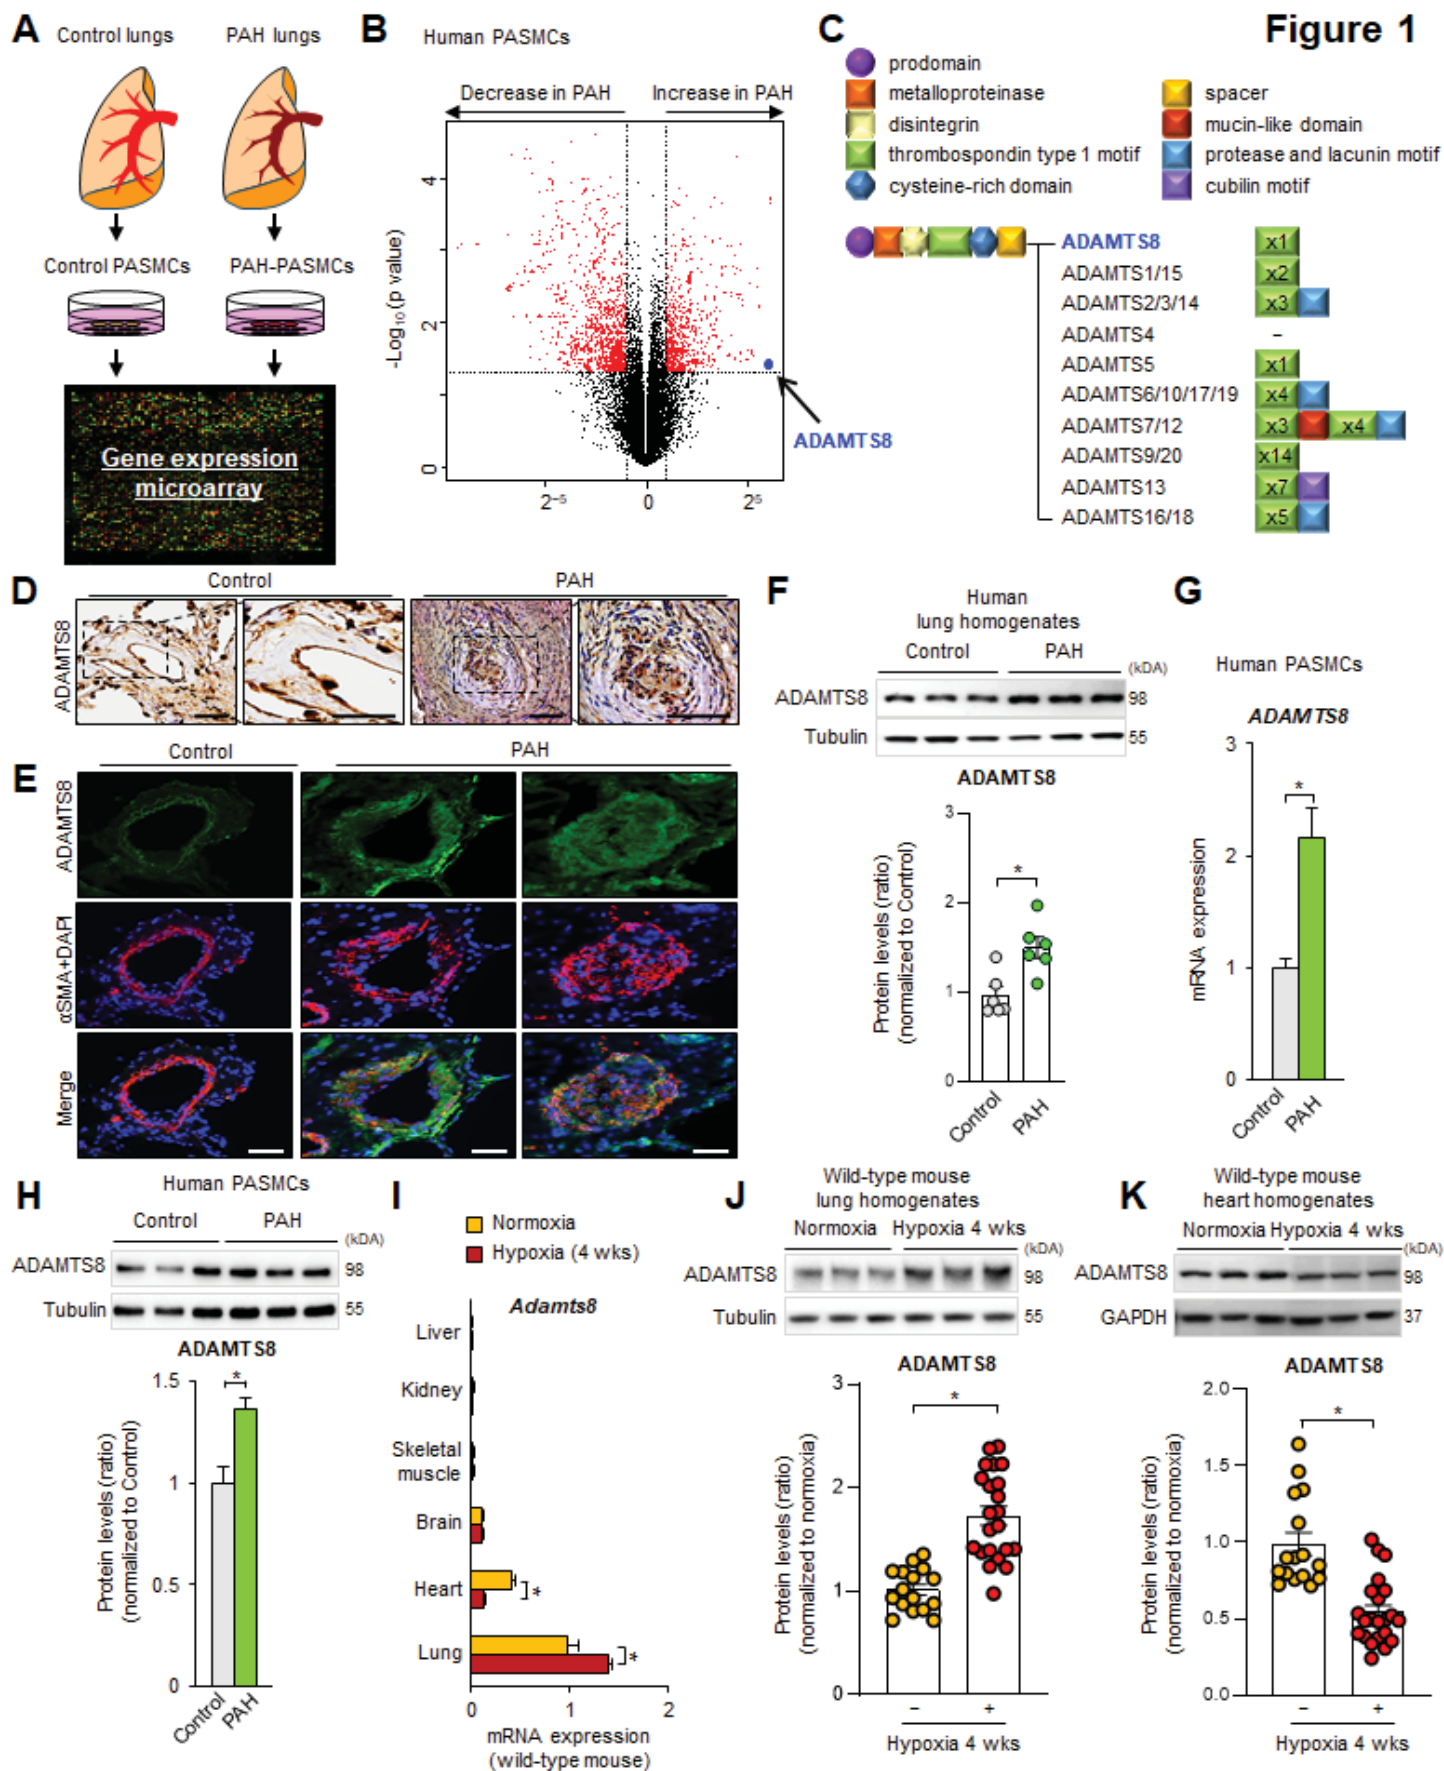 Figure 1
A
Control lungs
PAH lungs
Control PASMCs
PAH-PASMCs
Gene expression
microarray
B
Human PASMCs
Decrease in PAH
Increase in PAH
-Log10 (p value)
4
2
0
2−5
0
25
ADAMTS8
C
prodomain
metalloproteinase
disintegrin
thrombospondin type 1 motif
cysteine-rich domain
spacer
mucin-like domain
protease and lacunin motif
cubilin motif
ADAMTS8 x1
ADAMTS1/15 x2
ADAMTS2/3/14 x3
ADAMTS4 –
ADAMTS5 x1
ADAMTS6/10/17/19 x4
ADAMTS7/12 x3 x4
ADAMTS9/20 x14
ADAMTS13 x7
ADAMTS16/18 x5
D
Control
PAH
ADAMTS8
E
Control
PAH
ADAMTS8
αSMA+DAPI
Merge
F
Human
lung homogenates
Control
PAH
(kDA)
ADAMTS8
98
Tubulin
55
ADAMTS8
Protein levels (ratio)
(normalized to Control)
3
2
1
0
*
Control
PAH
G
Human PASMCs
ADAMTS8
mRNA expression
3
2
1
0
*
Control
PAH
H
Human PASMCs
Control
PAH
(kDA)
ADAMTS8
98
Tubulin
55
ADAMTS8
Protein levels (ratio)
(normalized to Control)
1.5
1
0.5
0
*
Control
PAH
I
Normoxia
Hypoxia (4 wks)
Adamts8
Liver
Kidney
Skeletal
muscle
Brain
Heart
*
Lung
*
0
1
2
mRNA expression
(wild-type mouse)
J
Wild-type mouse
lung homogenates
Normoxia
Hypoxia 4 wks
(kDA)
ADAMTS8
98
Tubulin
55
ADAMTS8
Protein levels (ratio)
(normalized to normoxia)
3
2
1
0
*
−
+
Hypoxia 4 wks
K
Wild-type mouse
heart homogenates
Normoxia
Hypoxia 4 wks
(kDA)
ADAMTS8
98
GAPDH
37
ADAMTS8
Protein levels (ratio)
(normalized to normoxia)
2.0
1.5
1.0
0.5
0.0
*
−
+
Hypoxia 4 wks